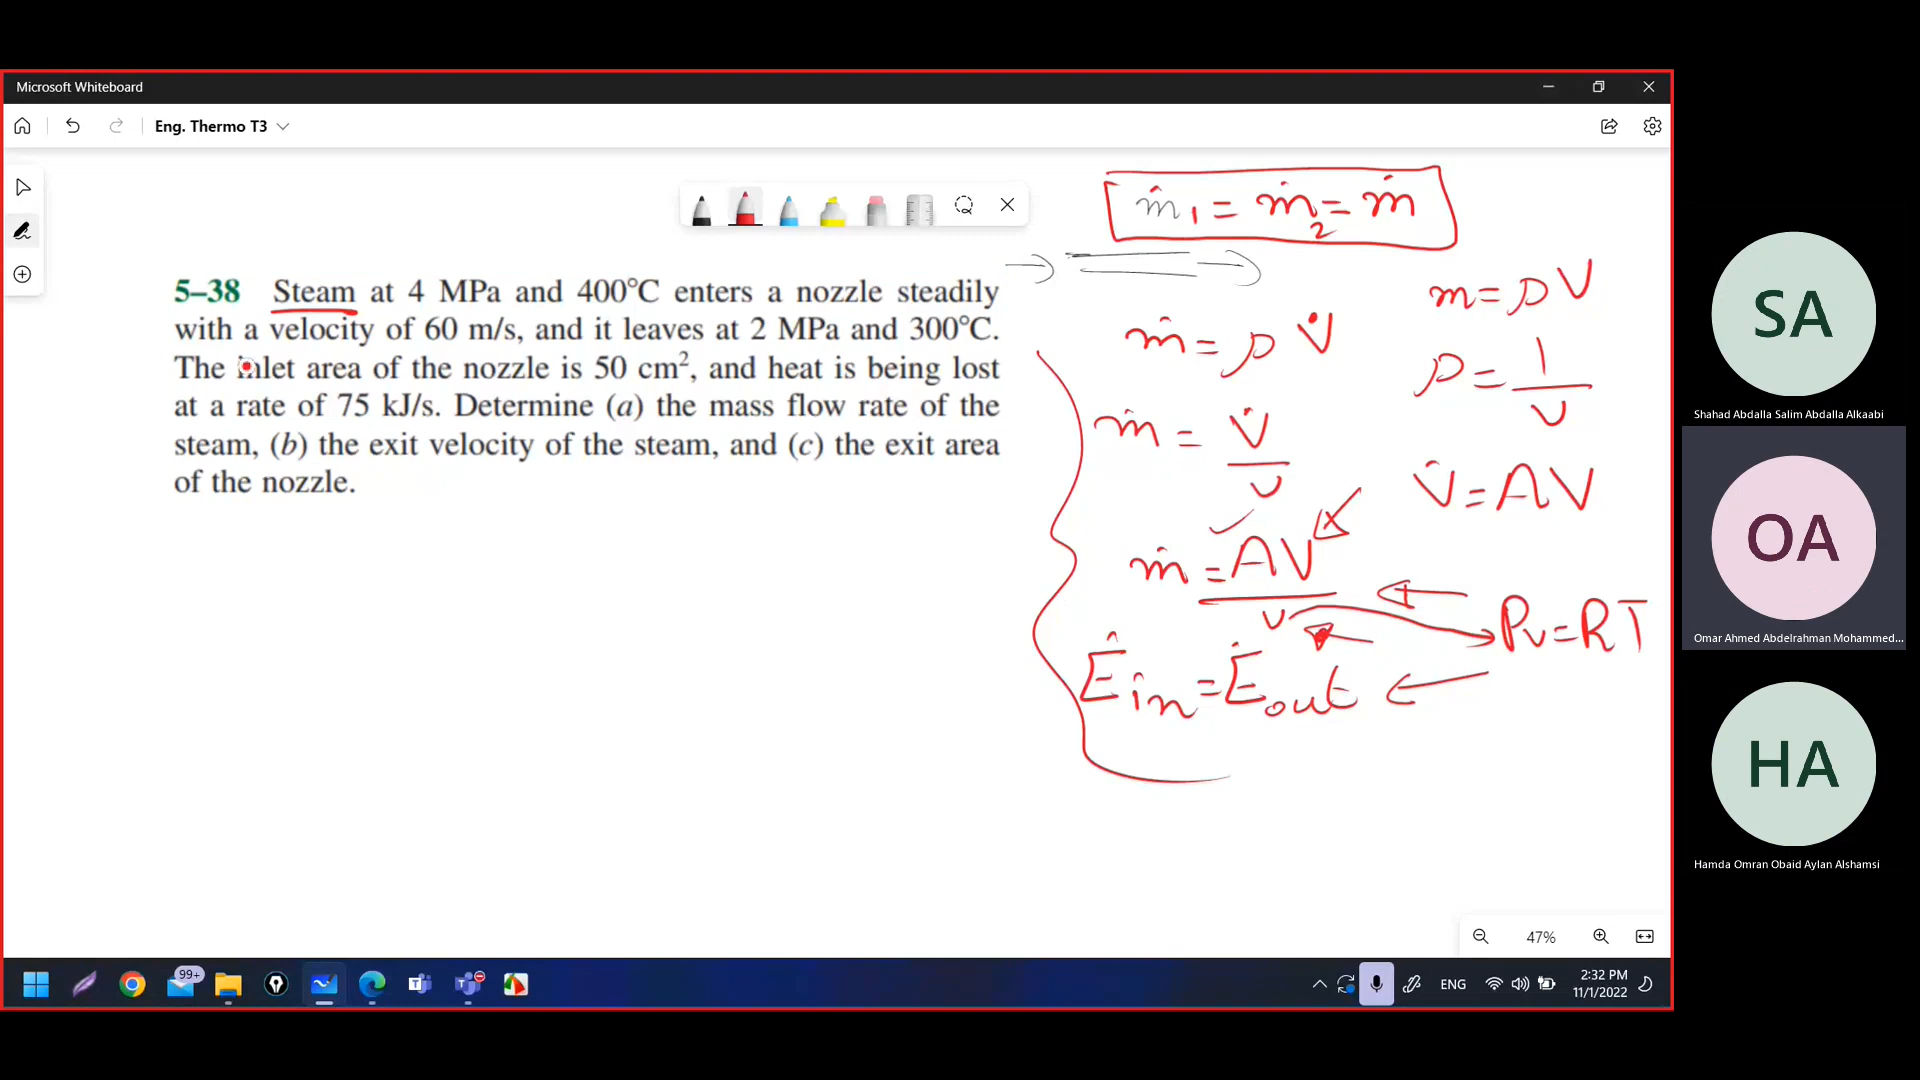 Microsoft Whiteboard
Eng. Thermo T3
ṁ₁ = ṁ₂ = ṁ
5–38 Steam at 4 MPa and 400°C enters a nozzle steadily
with a velocity of 60 m/s, and it leaves at 2 MPa and 300°C.
The inlet area of the nozzle is 50 cm², and heat is being lost
at a rate of 75 kJ/s. Determine (a) the mass flow rate of the
steam, (b) the exit velocity of the steam, and (c) the exit area
of the nozzle.
m = ρV
ṁ = ρV̇
ρ = 1/v
ṁ = V̇/v
V̇ = AV
ṁ = AV/v
Pv = RT
Ėin = Ėout
SA
Shahad Abdalla Salim Abdalla Alkaabi
OA
Omar Ahmed Abdelrahman Mohammed...
HA
Hamda Omran Obaid Aylan Alshamsi
47%
99+
ENG
2:32 PM
11/1/2022